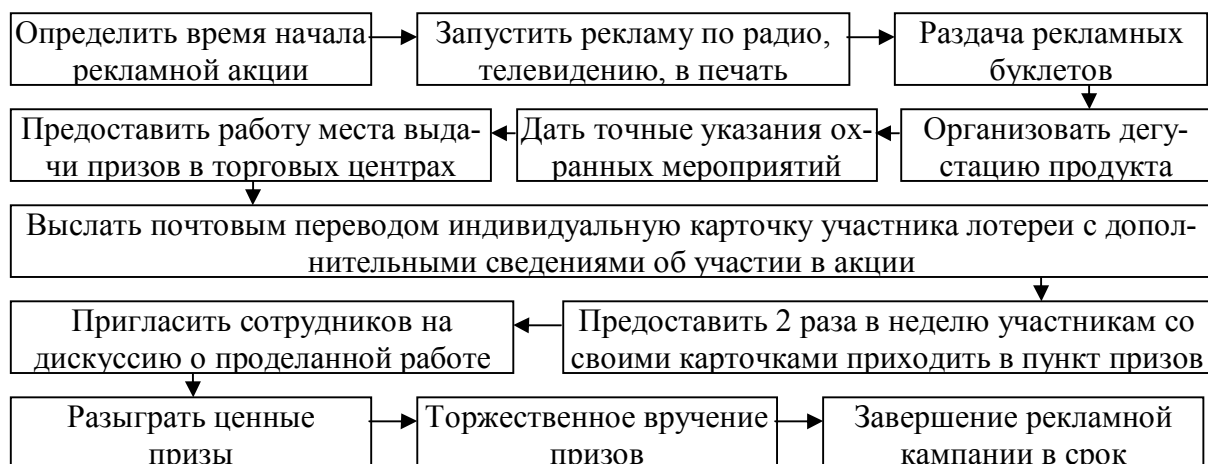 Определить время начала
рекламной акции
Запустить рекламу по радио,
телевидению, в печать
Раздача рекламных
буклетов
Организовать дегу-
стацию продукта
Дать точные указания ох-
ранных мероприятий
Предоставить работу места выда-
чи призов в торговых центрах
Выслать почтовым переводом индивидуальную карточку участника лотереи с допол-
нительными сведениями об участии в акции
Предоставить 2 раза в неделю участникам со
своими карточками приходить в пункт призов
Пригласить сотрудников на
дискуссию о проделанной работе
Разыграть ценные
призы
Торжественное вручение
призов
Завершение рекламной
кампании в срок